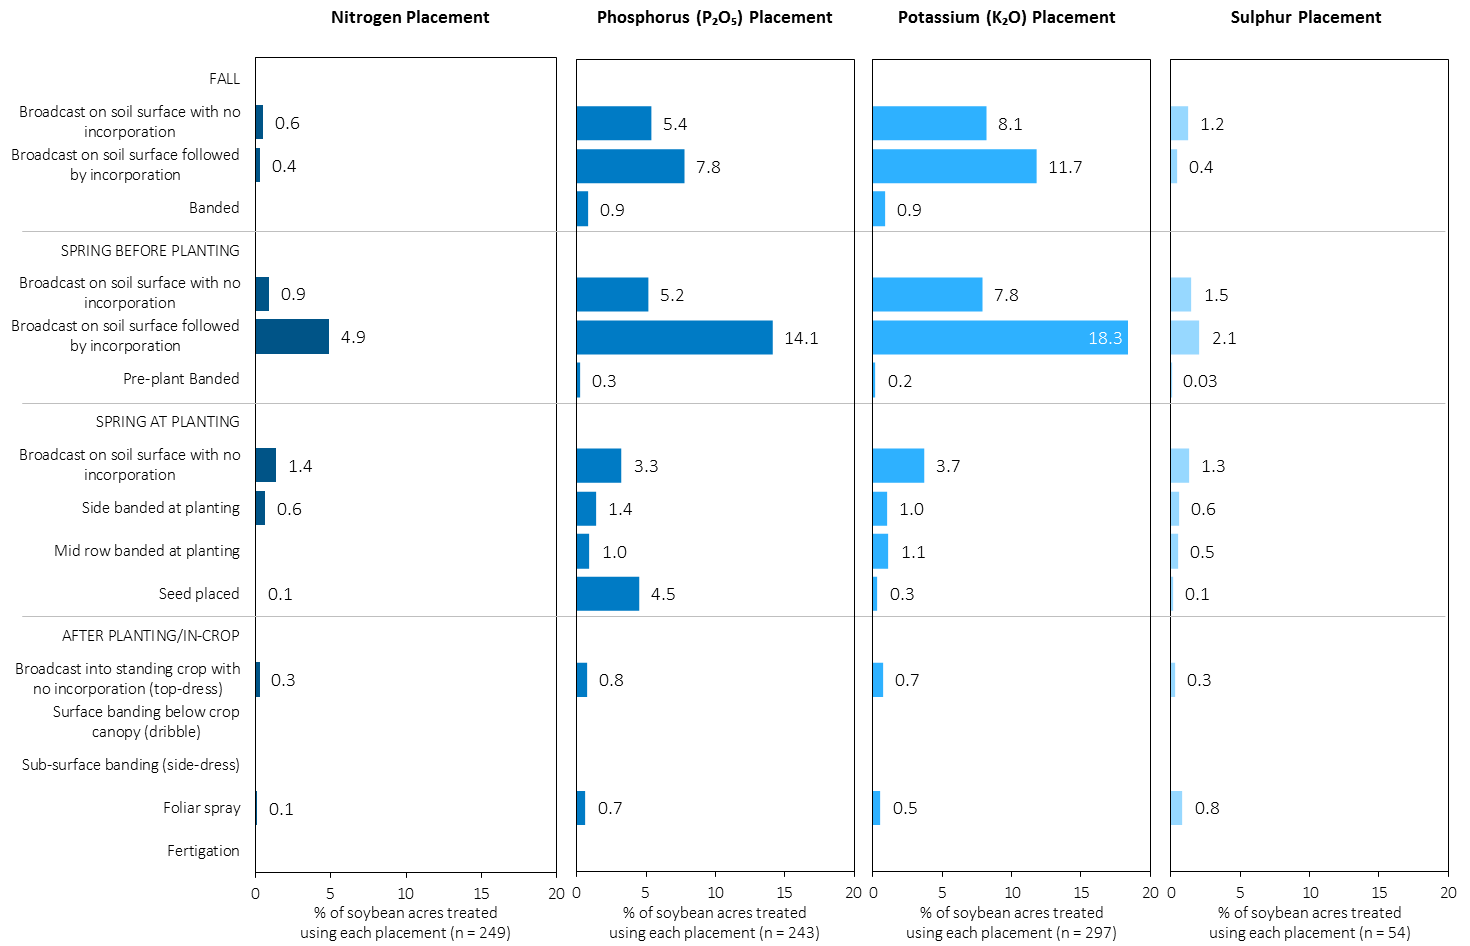 Nitrogen Placement
Phosphorus (P₂O₅) Placement
Potassium (K₂O) Placement
Sulphur Placement
FALL
Broadcast on soil surface with no
incorporation
0.6
5.4
8.1
1.2
Broadcast on soil surface followed
by incorporation
0.4
7.8
11.7
0.4
Banded
0.9
0.9
SPRING BEFORE PLANTING
Broadcast on soil surface with no
incorporation
0.9
5.2
7.8
1.5
Broadcast on soil surface followed
by incorporation
4.9
14.1
18.3
2.1
Pre-plant Banded
0.3
0.2
0.03
SPRING AT PLANTING
Broadcast on soil surface with no
incorporation
1.4
3.3
3.7
1.3
Side banded at planting
0.6
1.4
1.0
0.6
Mid row banded at planting
1.0
1.1
0.5
Seed placed
0.1
4.5
0.3
0.1
AFTER PLANTING/IN-CROP
Broadcast into standing crop with
no incorporation (top-dress)
0.3
0.8
0.7
0.3
Surface banding below crop
canopy (dribble)
Sub-surface banding (side-dress)
Foliar spray
0.1
0.7
0.5
0.8
Fertigation
0 5 10 15 20
% of soybean acres treated
using each placement (n = 249)
0 5 10 15 20
% of soybean acres treated
using each placement (n = 243)
0 5 10 15 20
% of soybean acres treated
using each placement (n = 297)
0 5 10 15 20
% of soybean acres treated
using each placement (n = 54)